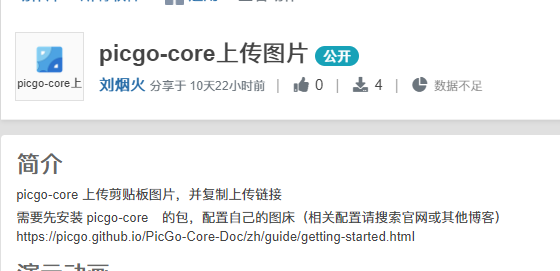 picgo-core上
picgo-core上传图片 公开
刘烟火 分享于 10天22小时前 | 0 | 4 | 数据不足
简介
picgo-core 上传剪贴板图片，并复制上传链接
需要先安装 picgo-core 的包，配置自己的图床（相关配置请搜索官网或其他博客）
https://picgo.github.io/PicGo-Core-Doc/zh/guide/getting-started.html
演示动画